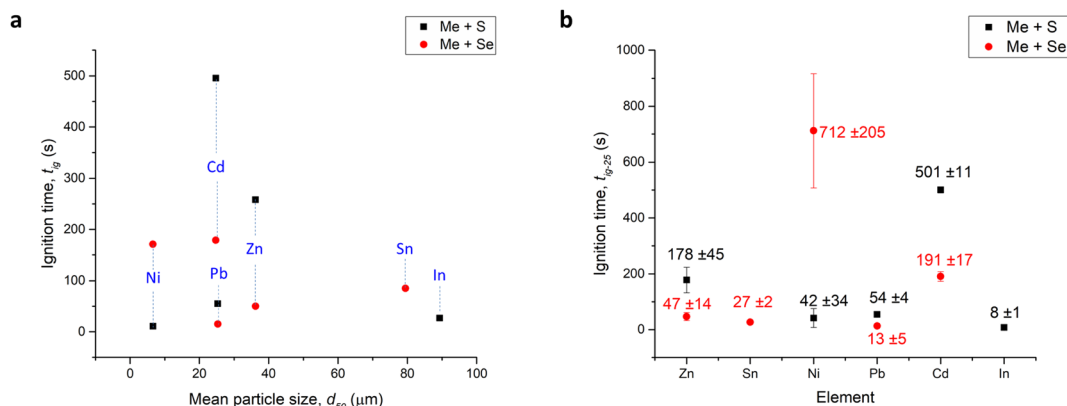 a
Me + S
Me + Se
500
400
300
200
100
0
Ignition time, t_ig (s)
Cd
Ni
Pb
Zn
Sn
In
0
20
40
60
80
100
Mean particle size, d_50 (μm)
b
Me + S
Me + Se
1000
800
600
400
200
0
Ignition time, t_ig-25 (s)
712 ±205
501 ±11
178 ±45
191 ±17
47 ±14
27 ±2
42 ±34
54 ±4
13 ±5
8 ±1
Zn
Sn
Ni
Pb
Cd
In
Element